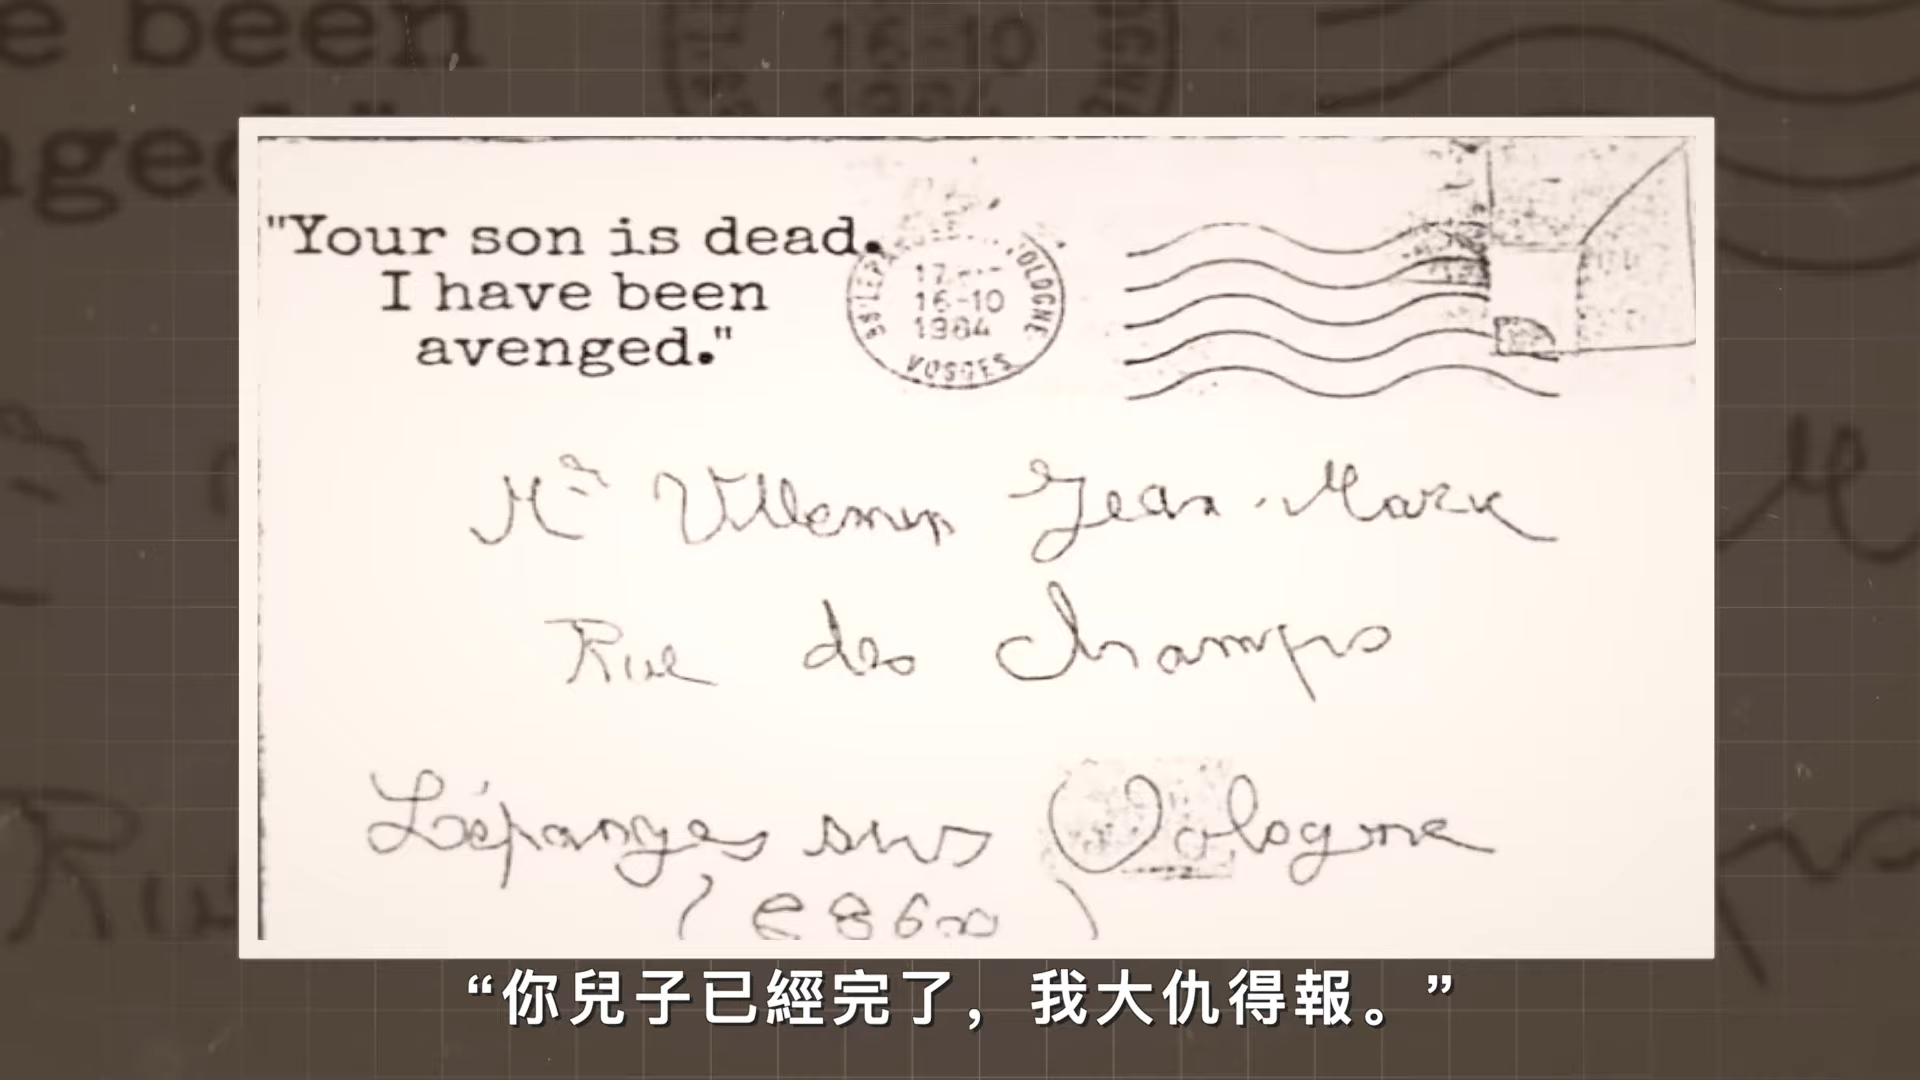 "Your son is dead.
I have been
avenged."
16-10
1984
VOSGES
Mr Villemin Jean-Marie
Rue des Champs
Lépanges sur Vologne
(88600)
“你兒子已經完了，我大仇得報。”